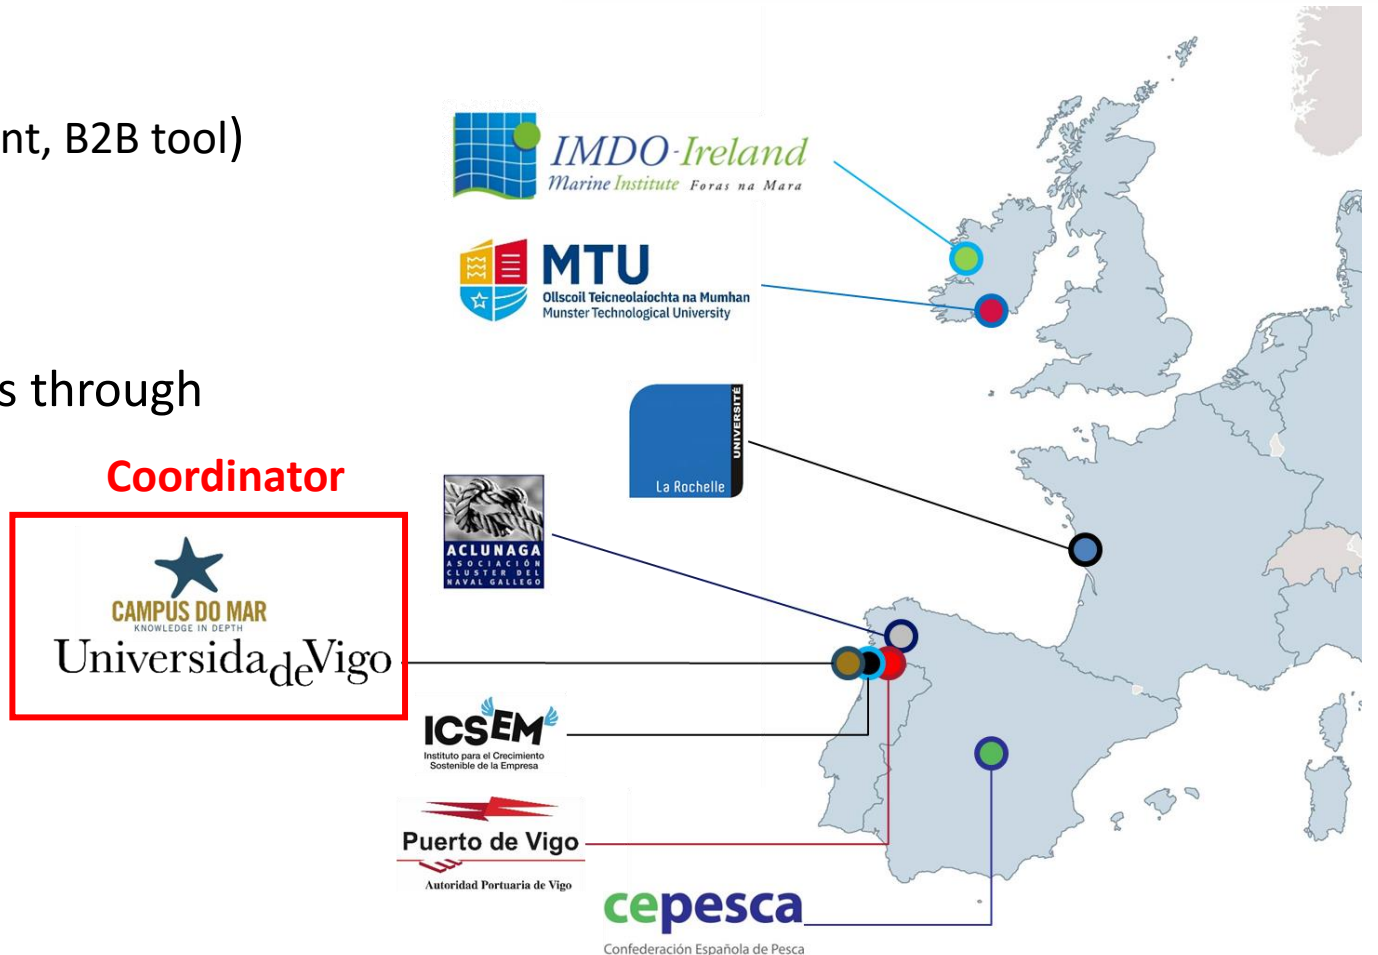 nt, B2B tool)
IMDO-Ireland
Marine Institute Foras na Mara
MTU
Ollscoil Teicneolaíochta na Mumhan
Munster Technological University
s through
UNIVERSITÉ
La Rochelle
Coordinator
ACLUNAGA
ASOCIACIÓN
CLUSTER DEL
NAVAL GALLEGO
CAMPUS DO MAR
KNOWLEDGE IN DEPTH
UniversidadeVigo
ICSEM
Instituto para el Crecimiento
Sostenible de la Empresa
Puerto de Vigo
Autoridad Portuaria de Vigo
cepesca
Confederación Española de Pesca